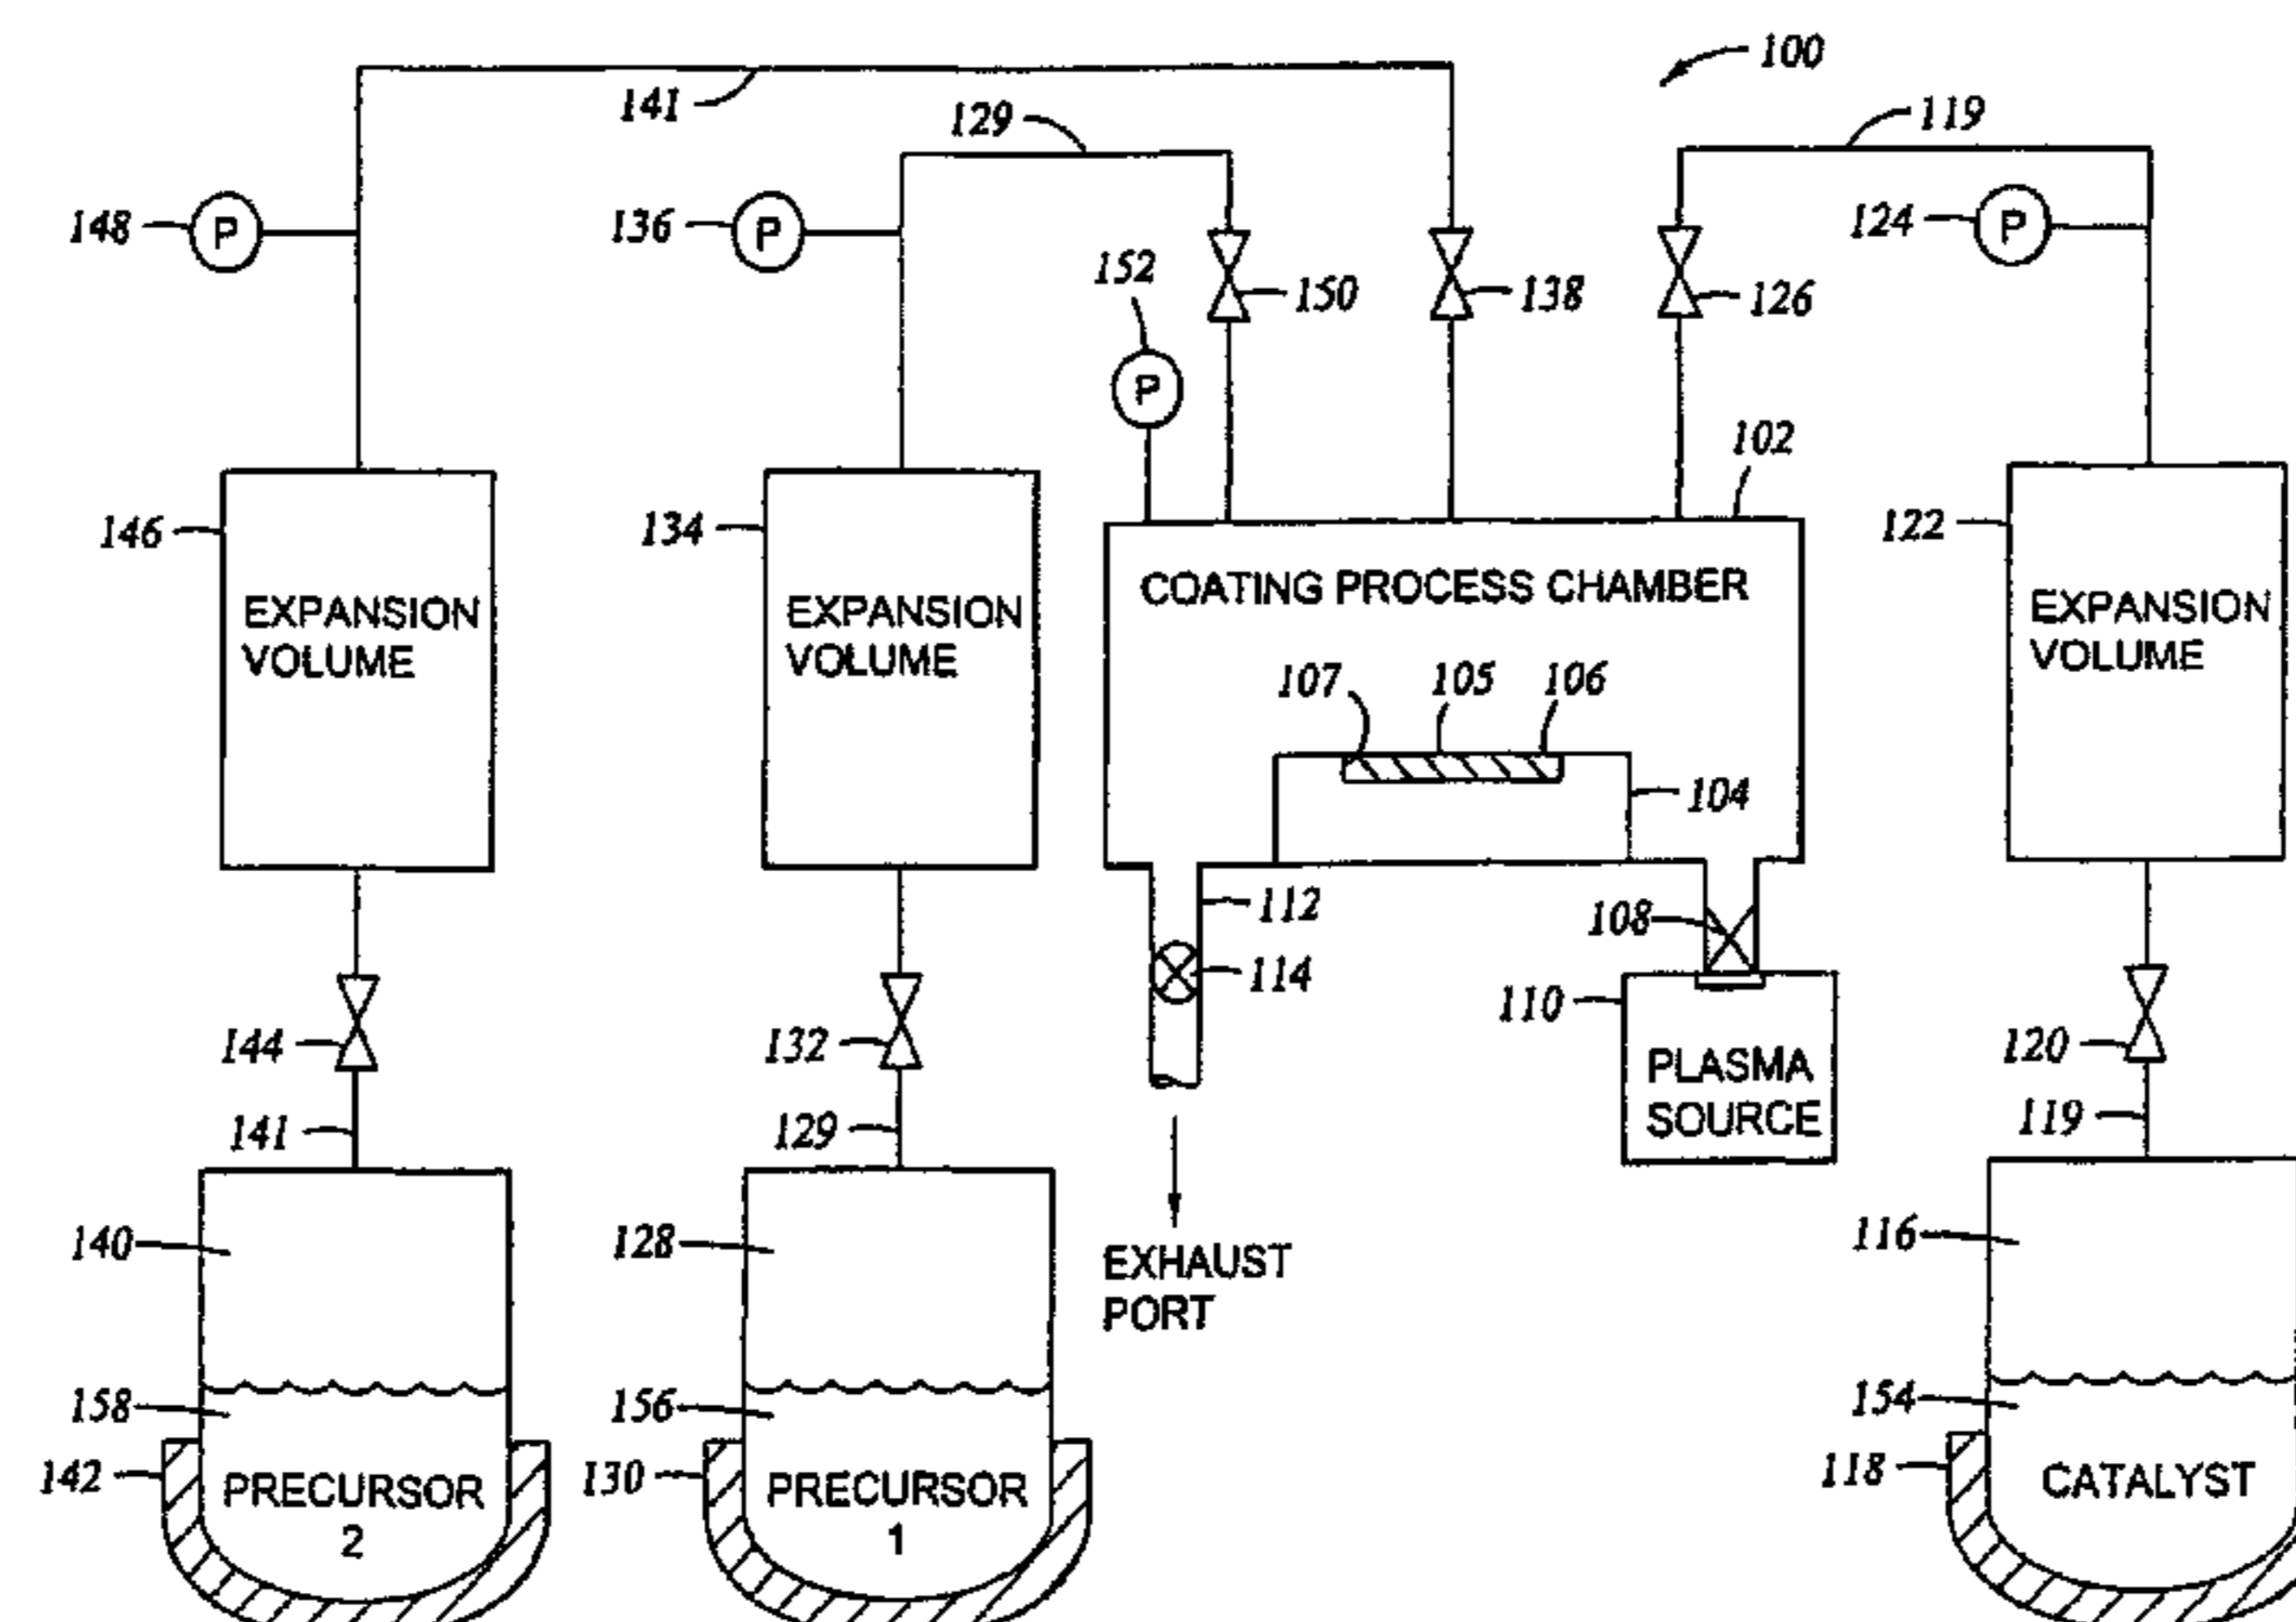 100
141
129
119
148
P
136
P
152
P
150
138
126
124
P
102
146
EXPANSION
VOLUME
134
EXPANSION
VOLUME
COATING PROCESS CHAMBER
107
105
106
104
122
EXPANSION
VOLUME
112
108
114
110
PLASMA
SOURCE
144
132
120
141
129
119
140
128
EXHAUST
PORT
116
158
156
154
142
PRECURSOR
2
130
PRECURSOR
1
118
CATALYST